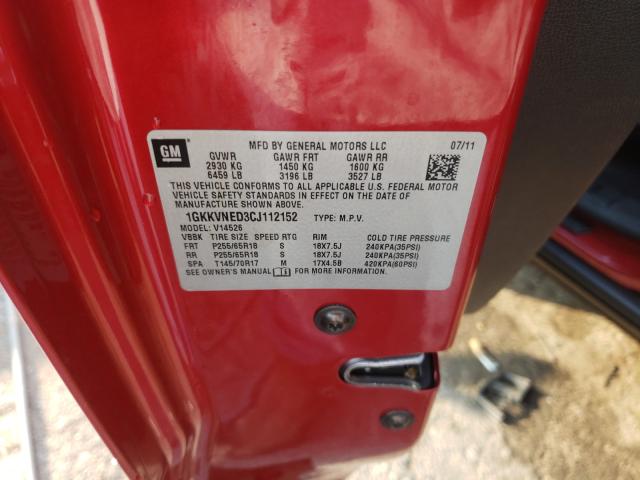 GM
MFD BY GENERAL MOTORS LLC 07/11
GVWR GAWR FRT GAWR RR
2930 KG 1450 KG 1600 KG
6459 LB 3196 LB 3527 LB
THIS VEHICLE CONFORMS TO ALL APPLICABLE U.S. FEDERAL MOTOR
VEHICLE SAFETY STANDARDS IN EFFECT ON THE DATE OF
MANUFACTURE SHOWN ABOVE.
1GKKVNED3CJ112152 TYPE: M.P.V.
MODEL: V14526
VBBK TIRE SIZE SPEED RTG RIM COLD TIRE PRESSURE
FRT P255/65R18 S 18X7.5J 240KPA(35PSI)
RR P255/65R18 S 18X7.5J 240KPA(35PSI)
SPA T145/70R17 M 17X4.5B 420KPA(60PSI)
SEE OWNER'S MANUAL FOR MORE INFORMATION.